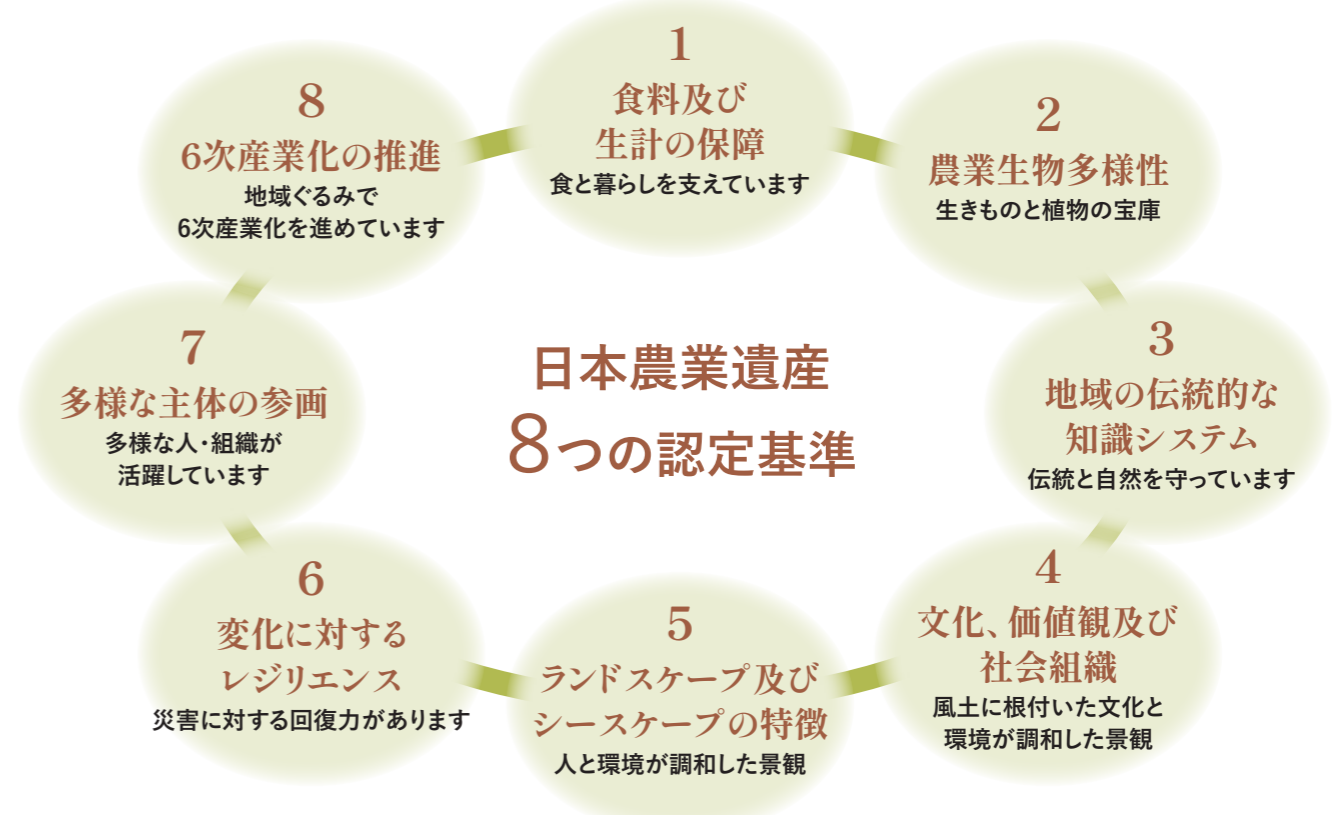 日本農業遺産
8つの認定基準
1
食料及び
生計の保障
食と暮らしを支えています
2
農業生物多様性
生きものと植物の宝庫
3
地域の伝統的な
知識システム
伝統と自然を守っています
4
文化、価値観及び
社会組織
風土に根付いた文化と
環境が調和した景観
5
ランドスケープ及び
シースケープの特徴
人と環境が調和した景観
6
変化に対する
レジリエンス
災害に対する回復力があります
7
多様な主体の参画
多様な人・組織が
活躍しています
8
6次産業化の推進
地域ぐるみで
6次産業化を進めています